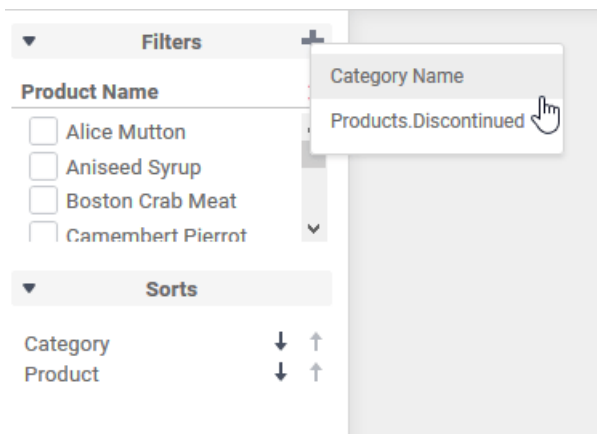 Filters
Category Name
Products.Discontinued
Product Name
Alice Mutton
Aniseed Syrup
Boston Crab Meat
Camembert Pierrot
Sorts
Category
Product